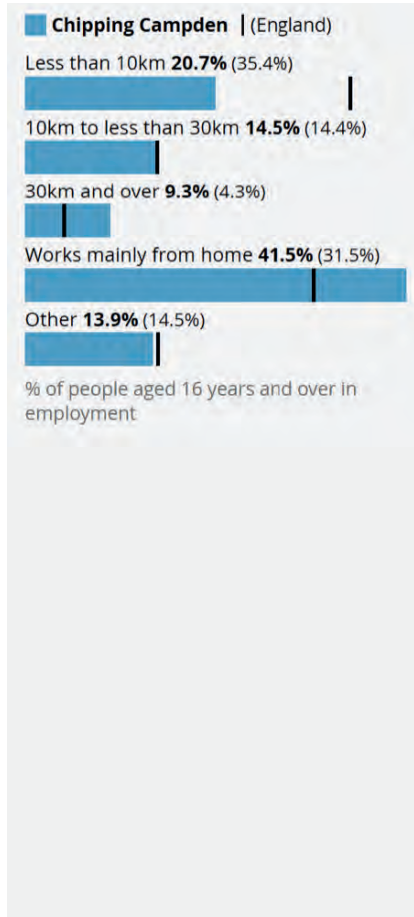 Chipping Campden | (England)
Less than 10km 20.7% (35.4%)
10km to less than 30km 14.5% (14.4%)
30km and over 9.3% (4.3%)
Works mainly from home 41.5% (31.5%)
Other 13.9% (14.5%)
% of people aged 16 years and over in
employment